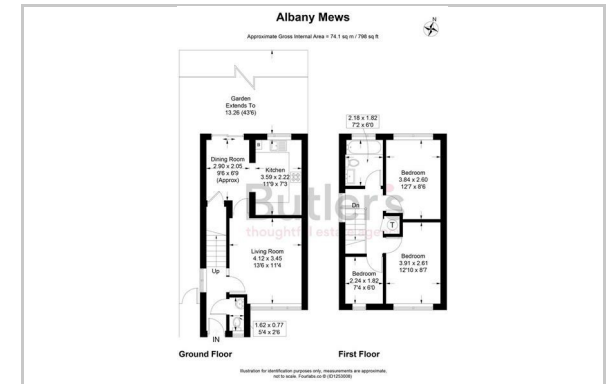 Albany Mews
Approximate Gross Internal Area = 74.1 sq m / 798 sq ft
N
Garden
Extends To
13.26 (43'6)
Dining Room
2.90 x 2.05
9'6 x 6'9
(Approx)
Kitchen
3.59 x 2.22
11'9 x 7'3
Living Room
4.12 x 3.45
13'6 x 11'4
Up
1.62 x 0.77
5'4 x 2'6
IN
Ground Floor
2.18 x 1.82
7'2 x 6'0
Bedroom
3.84 x 2.60
12'7 x 8'6
Dn
T
Bedroom
3.91 x 2.61
12'10 x 8'7
Bedroom
2.24 x 1.82
7'4 x 6'0
First Floor
Butler's
thoughtful estate agents
Illustration for identification purposes only, measurements are approximate,
not to scale. Fourlabs.co © (ID1253008)